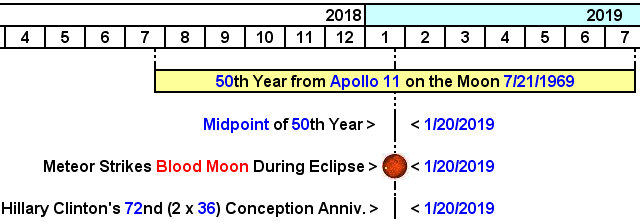 2018 2019
4 5 6 7 8 9 10 11 12 1 2 3 4 5 6 7
50th Year from Apollo 11 on the Moon 7/21/1969
Midpoint of 50th Year > < 1/20/2019
Meteor Strikes Blood Moon During Eclipse > < 1/20/2019
Hillary Clinton's 72nd (2 x 36) Conception Anniv. > < 1/20/2019